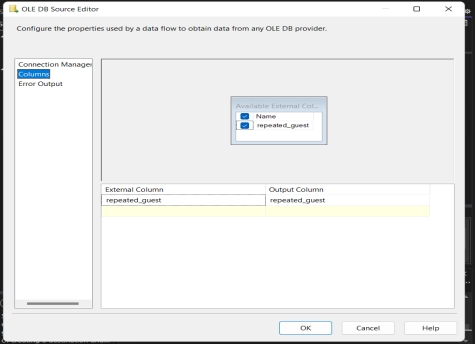 OLE DB Source Editor
Configure the properties used by a data flow to obtain data from any OLE DB provider.
Connection Manager
Columns
Error Output
Available External Col...
Name
repeated_guest
External Column Output Column
repeated_guest repeated_guest
OK Cancel Help